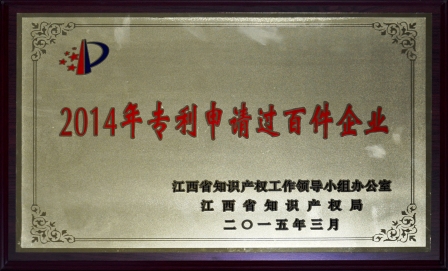 2014年专利申请过百件企业
江西省知识产权工作领导小组办公室
江西省知识产权局
二〇一五年三月